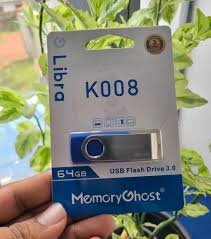 Libra
K008
64GB
USB Flash Drive 3.0
MemoryGhost